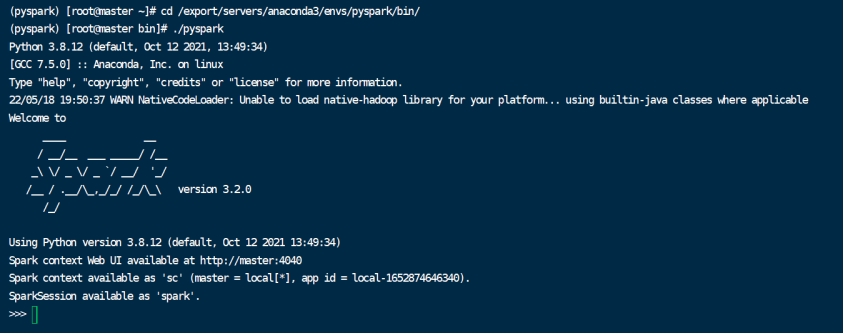 (pyspark) [root@master ~]# cd /export/servers/anaconda3/envs/pyspark/bin/
(pyspark) [root@master bin]# ./pyspark
Python 3.8.12 (default, Oct 12 2021, 13:49:34)
[GCC 7.5.0] :: Anaconda, Inc. on linux
Type "help", "copyright", "credits" or "license" for more information.
22/05/18 19:50:37 WARN NativeCodeLoader: Unable to load native-hadoop library for your platform... using builtin-java classes where applicable
Welcome to
      ____              __
     / __/__  ___ _____/ /__
    _\ \/ _ \/ _ `/ __/  '_/
   /__ / .__/\_,_/_/ /_/\_\   version 3.2.0
      /_/
Using Python version 3.8.12 (default, Oct 12 2021 13:49:34)
Spark context Web UI available at http://master:4040
Spark context available as 'sc' (master = local[*], app id = local-1652874646340).
SparkSession available as 'spark'.
>>>